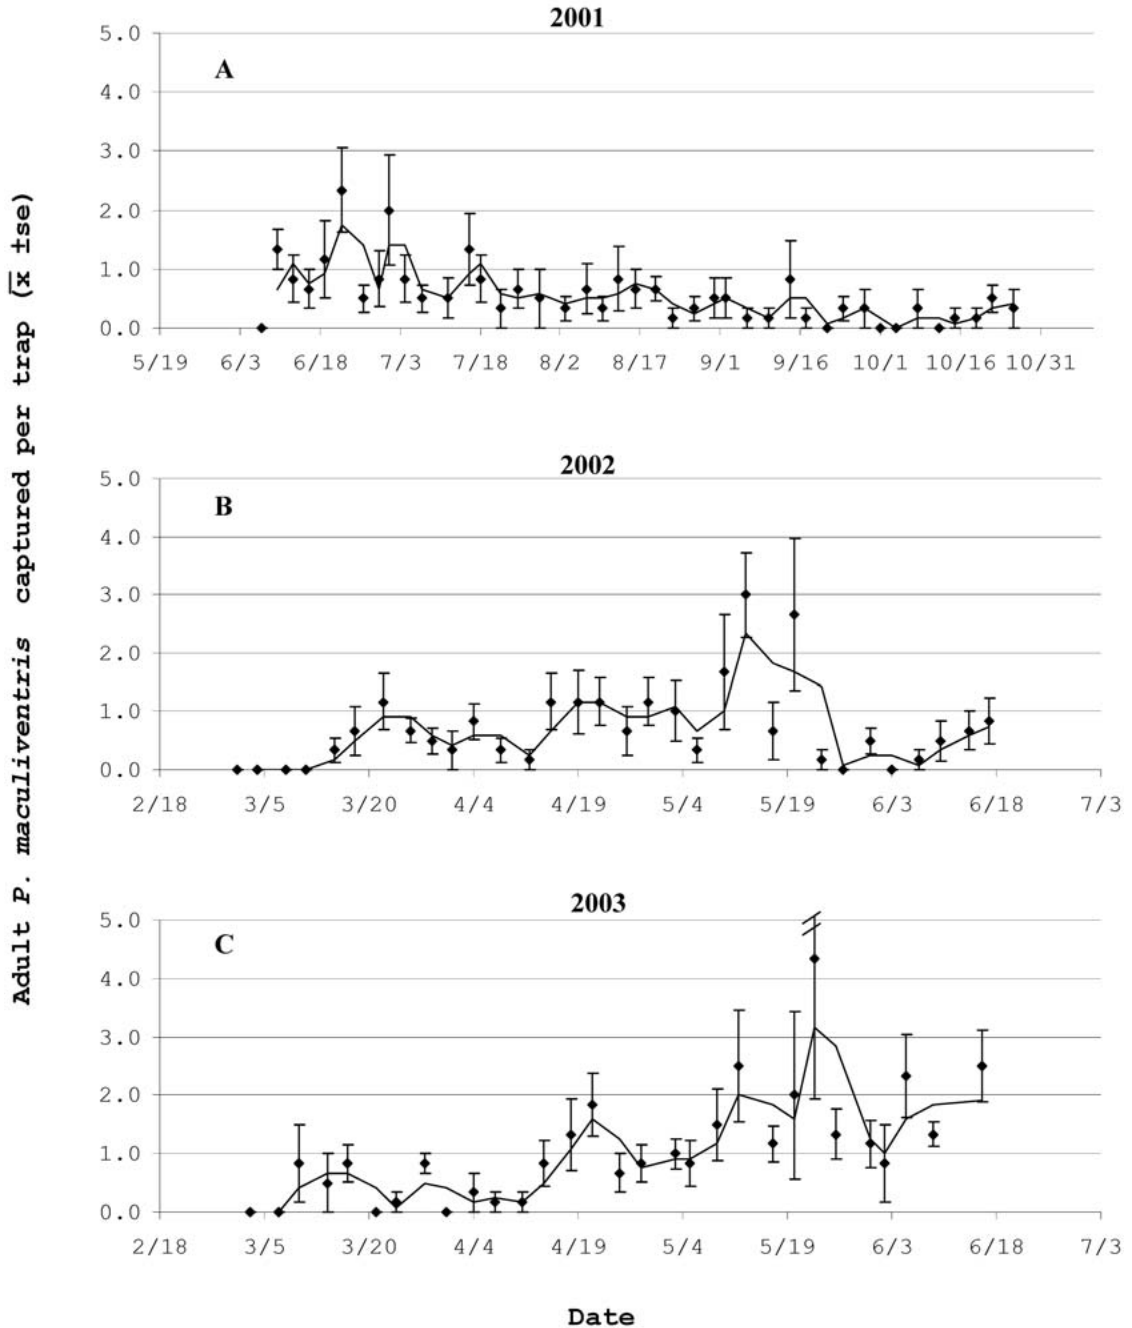 Adult P. maculiventris captured per trap (x̄ ±se)
2001
A
5.0
4.0
3.0
2.0
1.0
0.0
5/19 6/3 6/18 7/3 7/18 8/2 8/17 9/1 9/16 10/1 10/16 10/31
2002
B
5.0
4.0
3.0
2.0
1.0
0.0
2/18 3/5 3/20 4/4 4/19 5/4 5/19 6/3 6/18 7/3
2003
C
5.0
4.0
3.0
2.0
1.0
0.0
2/18 3/5 3/20 4/4 4/19 5/4 5/19 6/3 6/18 7/3
Date